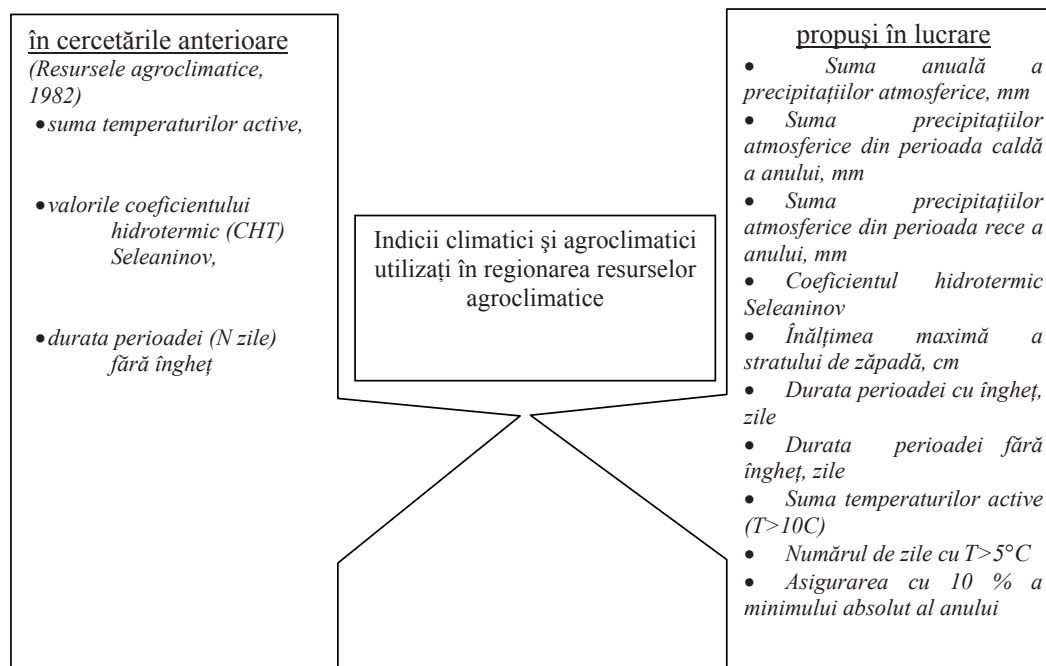 în cercetările anterioare
(Resursele agroclimatice,
1982)
•suma temperaturilor active,
•valorile coeficientului
hidrotermic (CHT)
Seleaninov,
•durata perioadei (N zile)
fără îngheț
Indicii climatici şi agroclimatici
utilizați în regionarea resurselor
agroclimatice
propuşi în lucrare
• Suma anuală a
precipitațiilor atmosferice, mm
• Suma precipitațiilor
atmosferice din perioada caldă
a anului, mm
• Suma precipitațiilor
atmosferice din perioada rece a
anului, mm
• Coeficientul hidrotermic
Seleaninov
• Înălțimea maximă a
stratului de zăpadă, cm
• Durata perioadei cu îngheț,
zile
• Durata perioadei fără
îngheț, zile
• Suma temperaturilor active
(T>10C)
• Numărul de zile cu T>5°C
• Asigurarea cu 10 % a
minimului absolut al anului